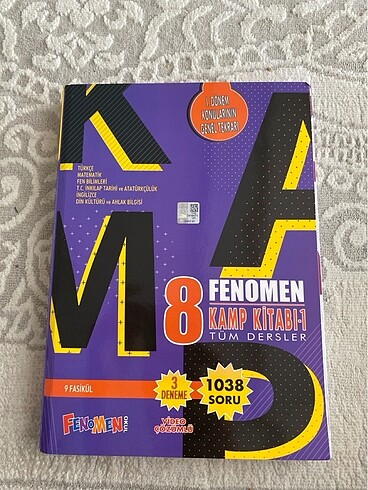 KAMP
1. DÖNEM
KONULARININ
GENEL TEKRARI
TÜRKÇE
MATEMATİK
FEN BİLİMLERİ
T.C. İNKILAP TARİHİ ve ATATÜRKÇÜLÜK
İNGİLİZCE
DİN KÜLTÜRÜ ve AHLAK BİLGİSİ
8 FENOMEN
KAMP KİTABI-1
TÜM DERSLER
9 FASİKÜL
3
DENEME
1038
SORU
FENOMEN OKUL
VİDEO
ÇÖZÜMLÜ